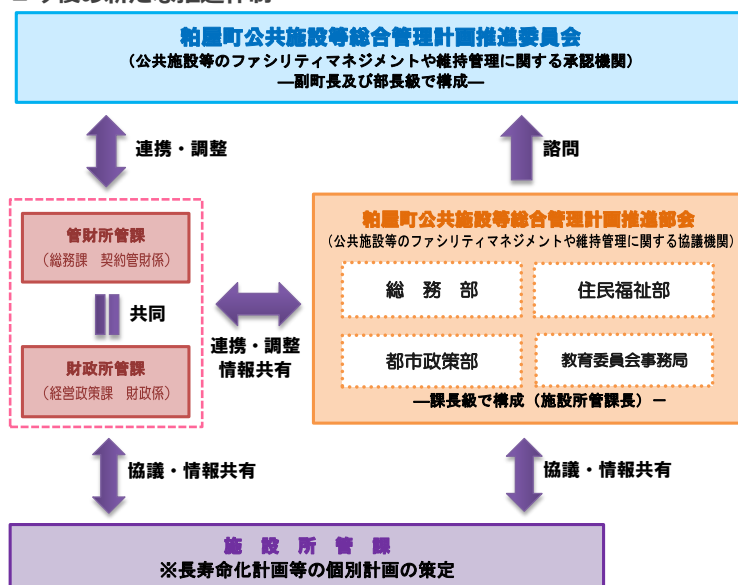 粕屋町公共施設等総合管理計画推進委員会
（公共施設等のファシリティマネジメントや維持管理に関する承認機関）
―副町長及び部長級で構成―
連携・調整
諮問
管財所管課
（総務課　契約管財係）
共同
財政所管課
（経営政策課　財政係）
連携・調整
情報共有
粕屋町公共施設等総合管理計画推進部会
（公共施設等のファシリティマネジメントや維持管理に関する協議機関）
総　務　部
住民福祉部
都市政策部
教育委員会事務局
―課長級で構成（施設所管課長）－
協議・情報共有
協議・情報共有
施　設　所　管　課
※長寿命化計画等の個別計画の策定